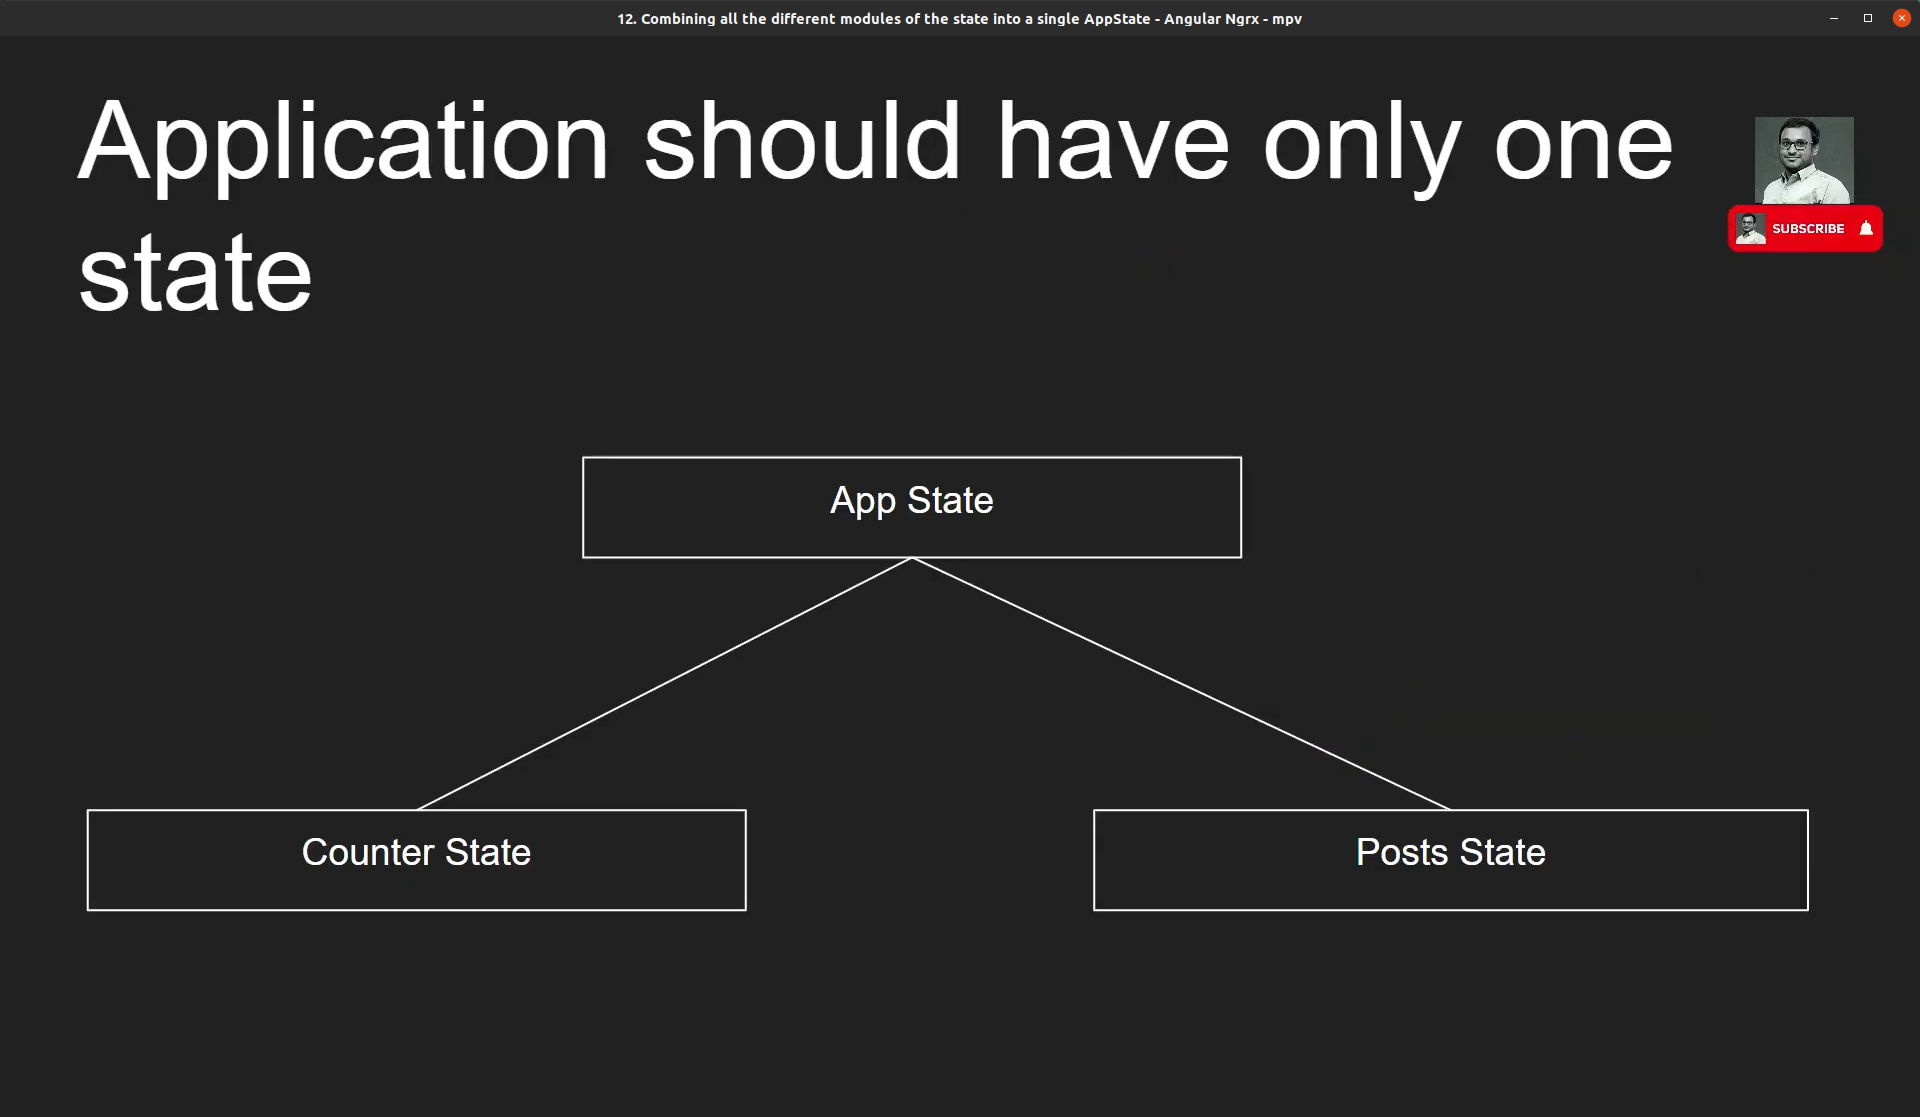 12. Combining all the different modules of the state into a single AppState - Angular Ngrx - mpv
Application should have only one
state
SUBSCRIBE
App State
Counter State
Posts State